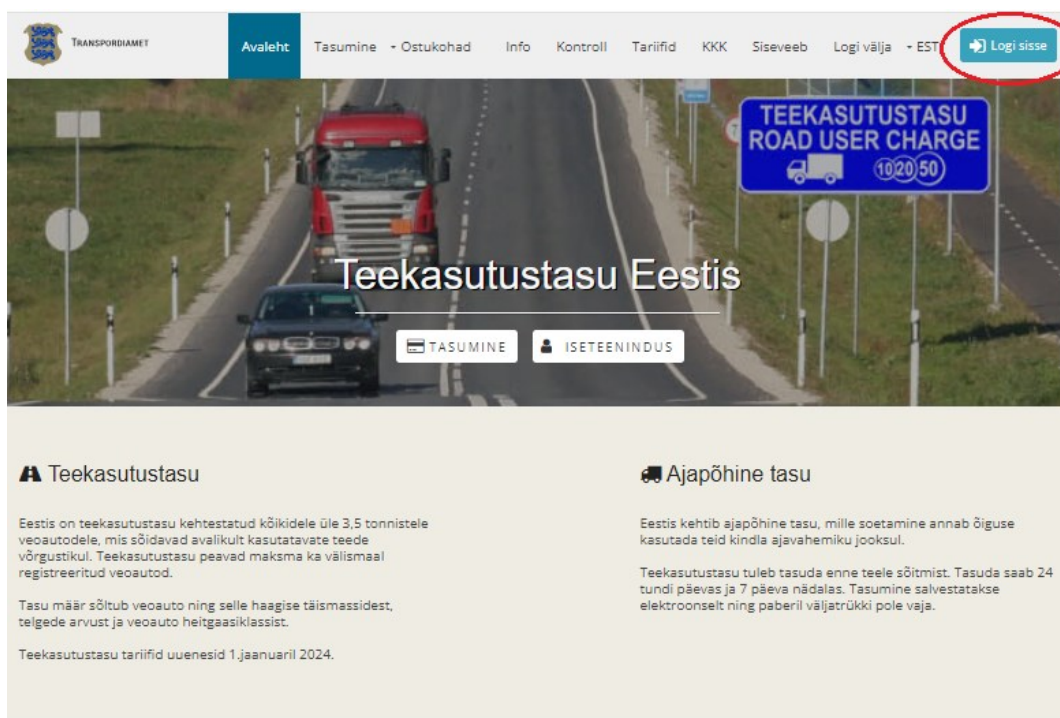 TRANSPORDIAMET
Avaleht Tasumine Ostukohad Info Kontroll Tariifid KKK Siseveeb Logi välja EST Logi sisse
TEEKASUTUSTASU
ROAD USER CHARGE
10 20 50
Teekasutustasu Eestis
TASUMINE ISETEENINDUS
Teekasutustasu
Eestis on teekasutustasu kehtestatud kõikidele üle 3,5 tonnistele
veoautodele, mis sõidavad avalikult kasutatavate teede
võrgustikul. Teekasutustasu peavad maksma ka välismaal
registreeritud veoautod.
Tasu määr sõltub veoauto ning selle haagise täismassidest,
telgede arvust ja veoauto heitgaasiklassist.
Teekasutustasu tariifid uuenesid 1.jaanuaril 2024.
Ajapõhine tasu
Eestis kehtib ajapõhine tasu, mille soetamine annab õiguse
kasutada teid kindla ajavahemiku jooksul.
Teekasutustasu tuleb tasuda enne teele sõitmist. Tasuda saab 24
tundi päevas ja 7 päeva nädalas. Tasumine salvestatakse
elektroonselt ning paberil väljatrükki pole vaja.